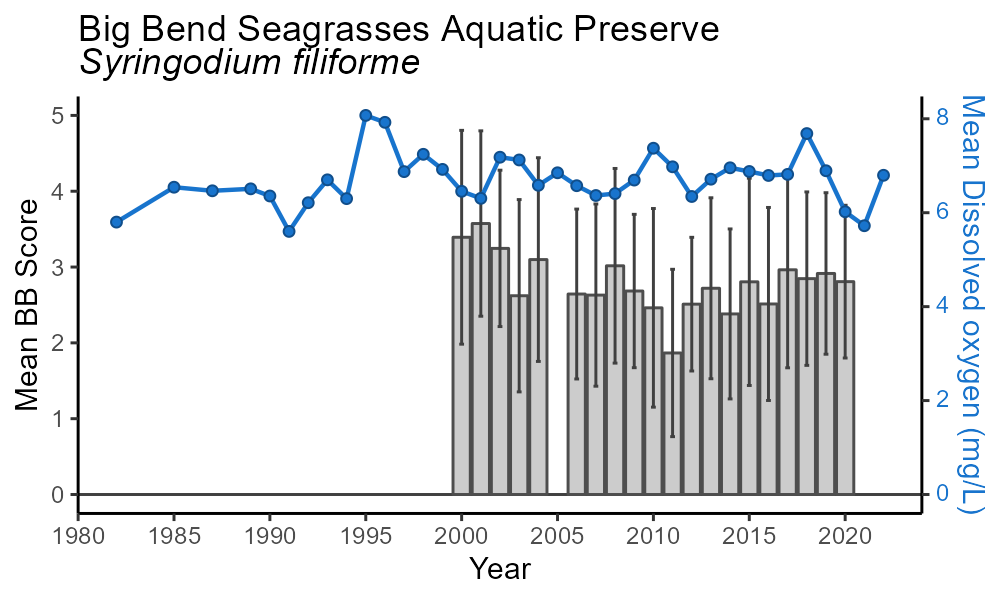 Big Bend Seagrasses Aquatic Preserve
Syringodium filiforme
Mean BB Score
5
4
3
2
1
0
8
6
4
2
0
Mean Dissolved oxygen (mg/L)
1980 1985 1990 1995 2000 2005 2010 2015 2020
Year